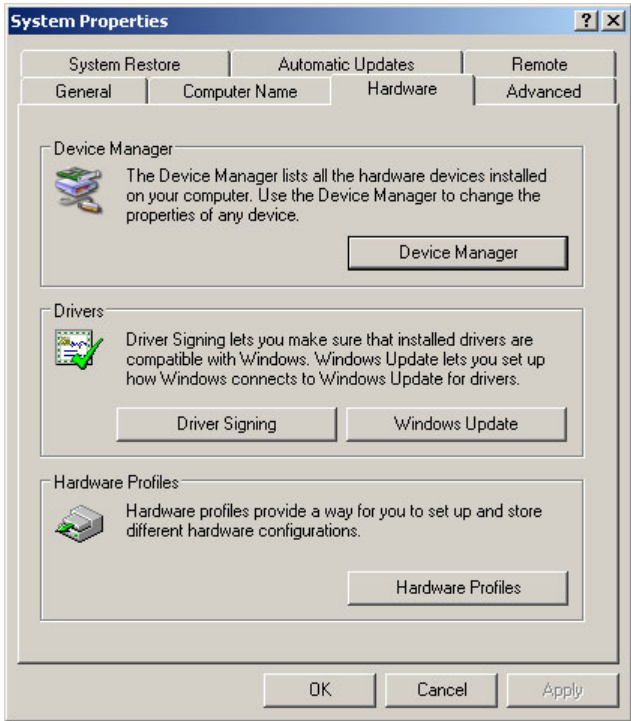 System Properties
System Restore Automatic Updates Remote
General Computer Name Hardware Advanced
Device Manager
The Device Manager lists all the hardware devices installed
on your computer. Use the Device Manager to change the
properties of any device.
Device Manager
Drivers
Driver Signing lets you make sure that installed drivers are
compatible with Windows. Windows Update lets you set up
how Windows connects to Windows Update for drivers.
Driver Signing Windows Update
Hardware Profiles
Hardware profiles provide a way for you to set up and store
different hardware configurations.
Hardware Profiles
OK Cancel Apply